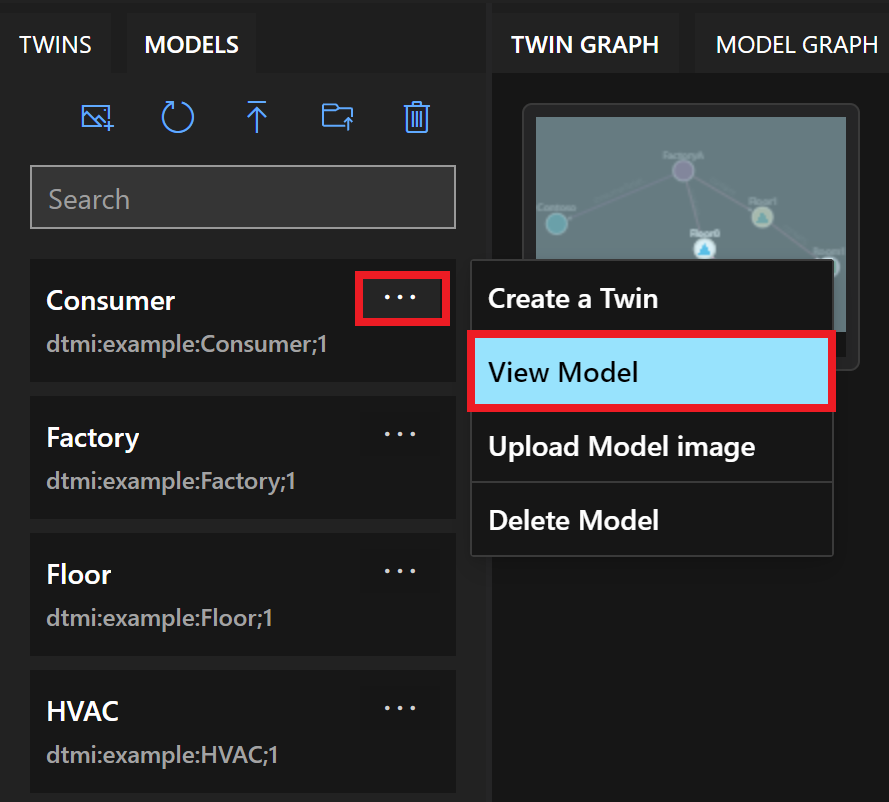 TWINS
MODELS
TWIN GRAPH
MODEL GRAPH
Search
FactoryA
Contoso
Floor1
Floor0
Consumer
...
dtmi:example:Consumer;1
Create a Twin
View Model
Upload Model image
Delete Model
Factory
...
dtmi:example:Factory;1
Floor
...
dtmi:example:Floor;1
HVAC
...
dtmi:example:HVAC;1